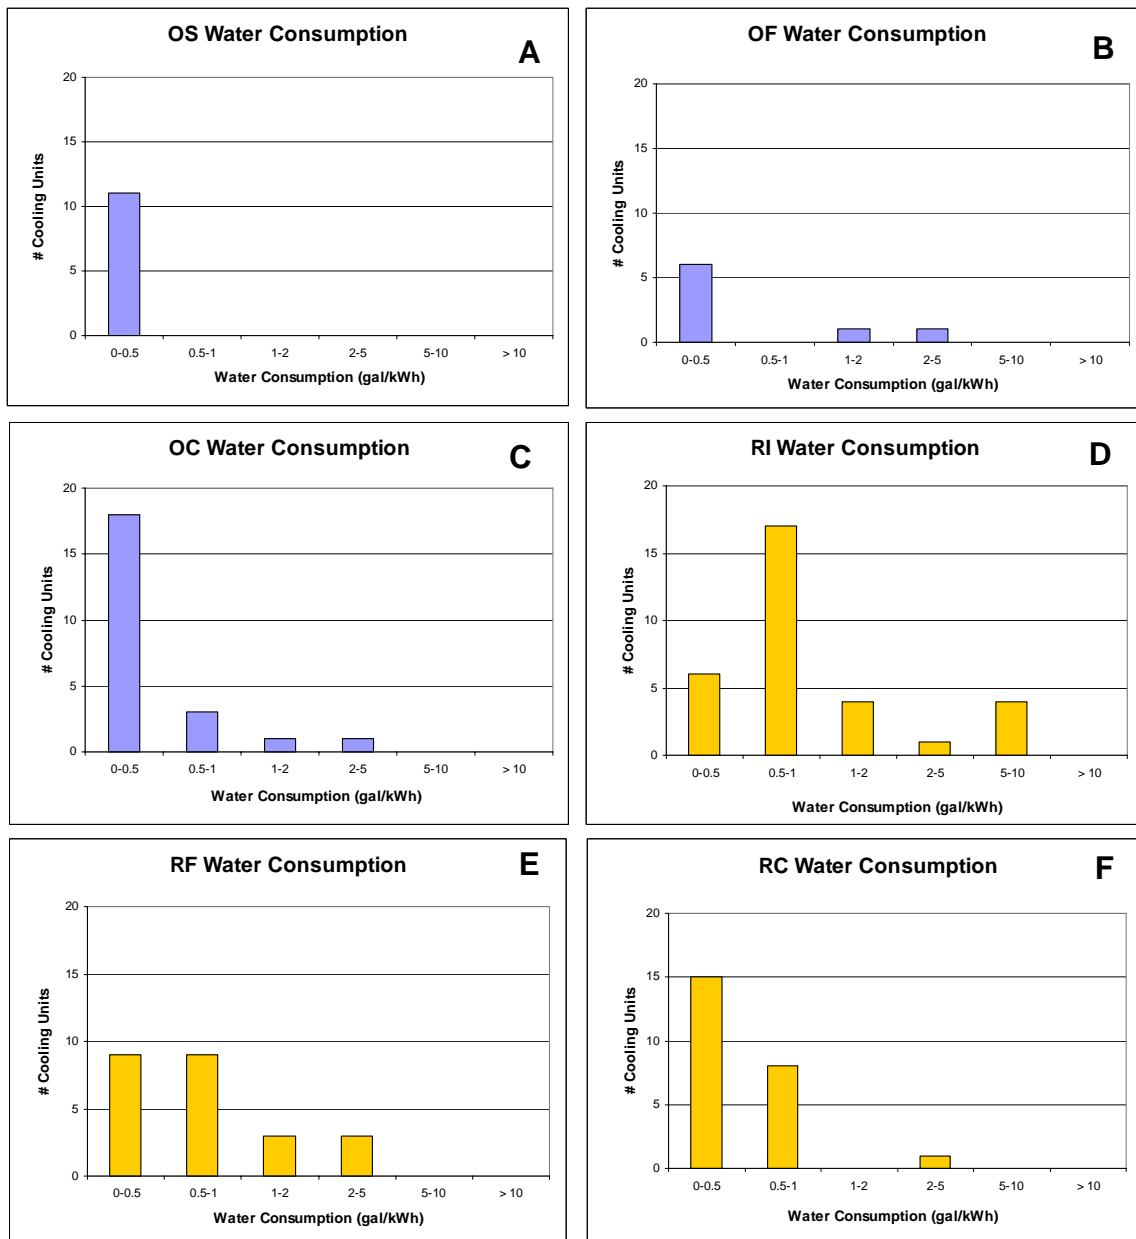 OS Water Consumption
A
20
15
10
5
0
# Cooling Units
0-0.5 0.5-1 1-2 2-5 5-10 > 10
Water Consumption (gal/kWh)
OF Water Consumption
B
20
15
10
5
0
# Cooling Units
0-0.5 0.5-1 1-2 2-5 5-10 > 10
Water Consumption (gal/kWh)
OC Water Consumption
C
20
15
10
5
0
# Cooling Units
0-0.5 0.5-1 1-2 2-5 5-10 > 10
Water Consumption (gal/kWh)
RI Water Consumption
D
20
15
10
5
0
# Cooling Units
0-0.5 0.5-1 1-2 2-5 5-10 > 10
Water Consumption (gal/kWh)
RF Water Consumption
E
20
15
10
5
0
# Cooling Units
0-0.5 0.5-1 1-2 2-5 5-10 > 10
Water Consumption (gal/kWh)
RC Water Consumption
F
20
15
10
5
0
# Cooling Units
0-0.5 0.5-1 1-2 2-5 5-10 > 10
Water Consumption (gal/kWh)